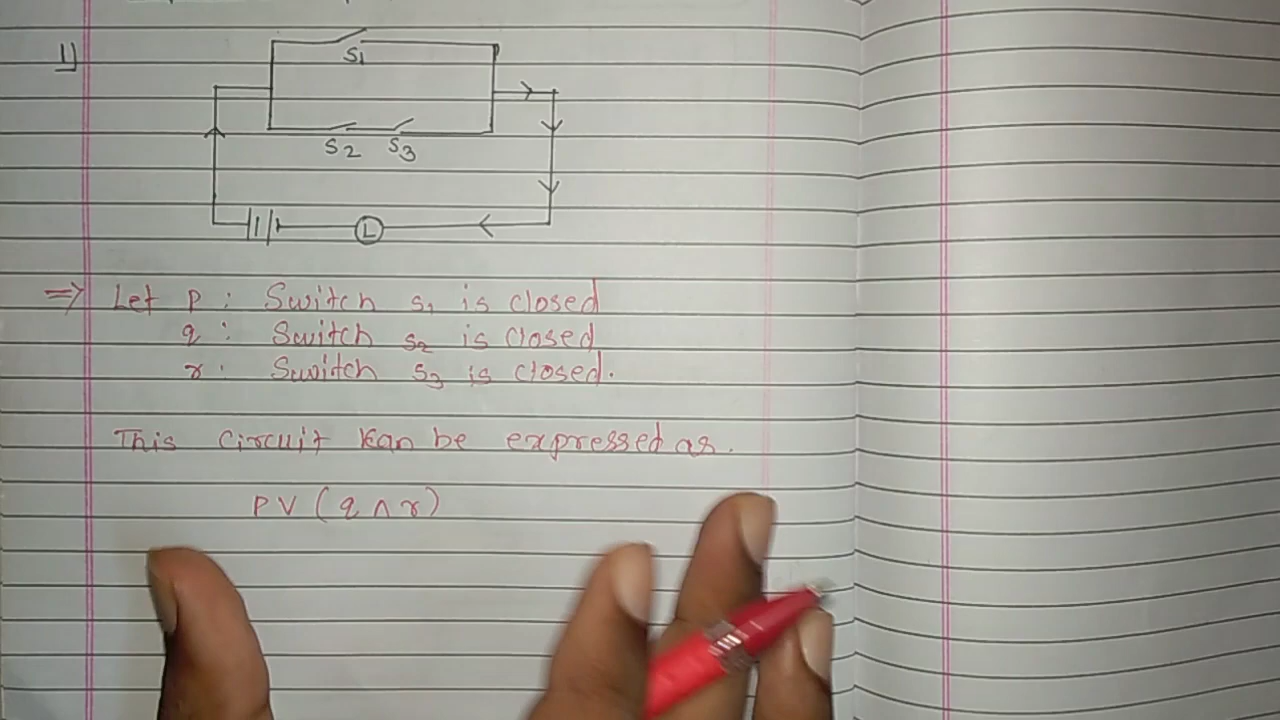 1)
S1
S2 S3
L
=> Let p : Switch s1 is closed
q : Switch s2 is closed
r : Switch s3 is closed.
This circuit kan be expressed as.
p ∨ (q ∧ r)